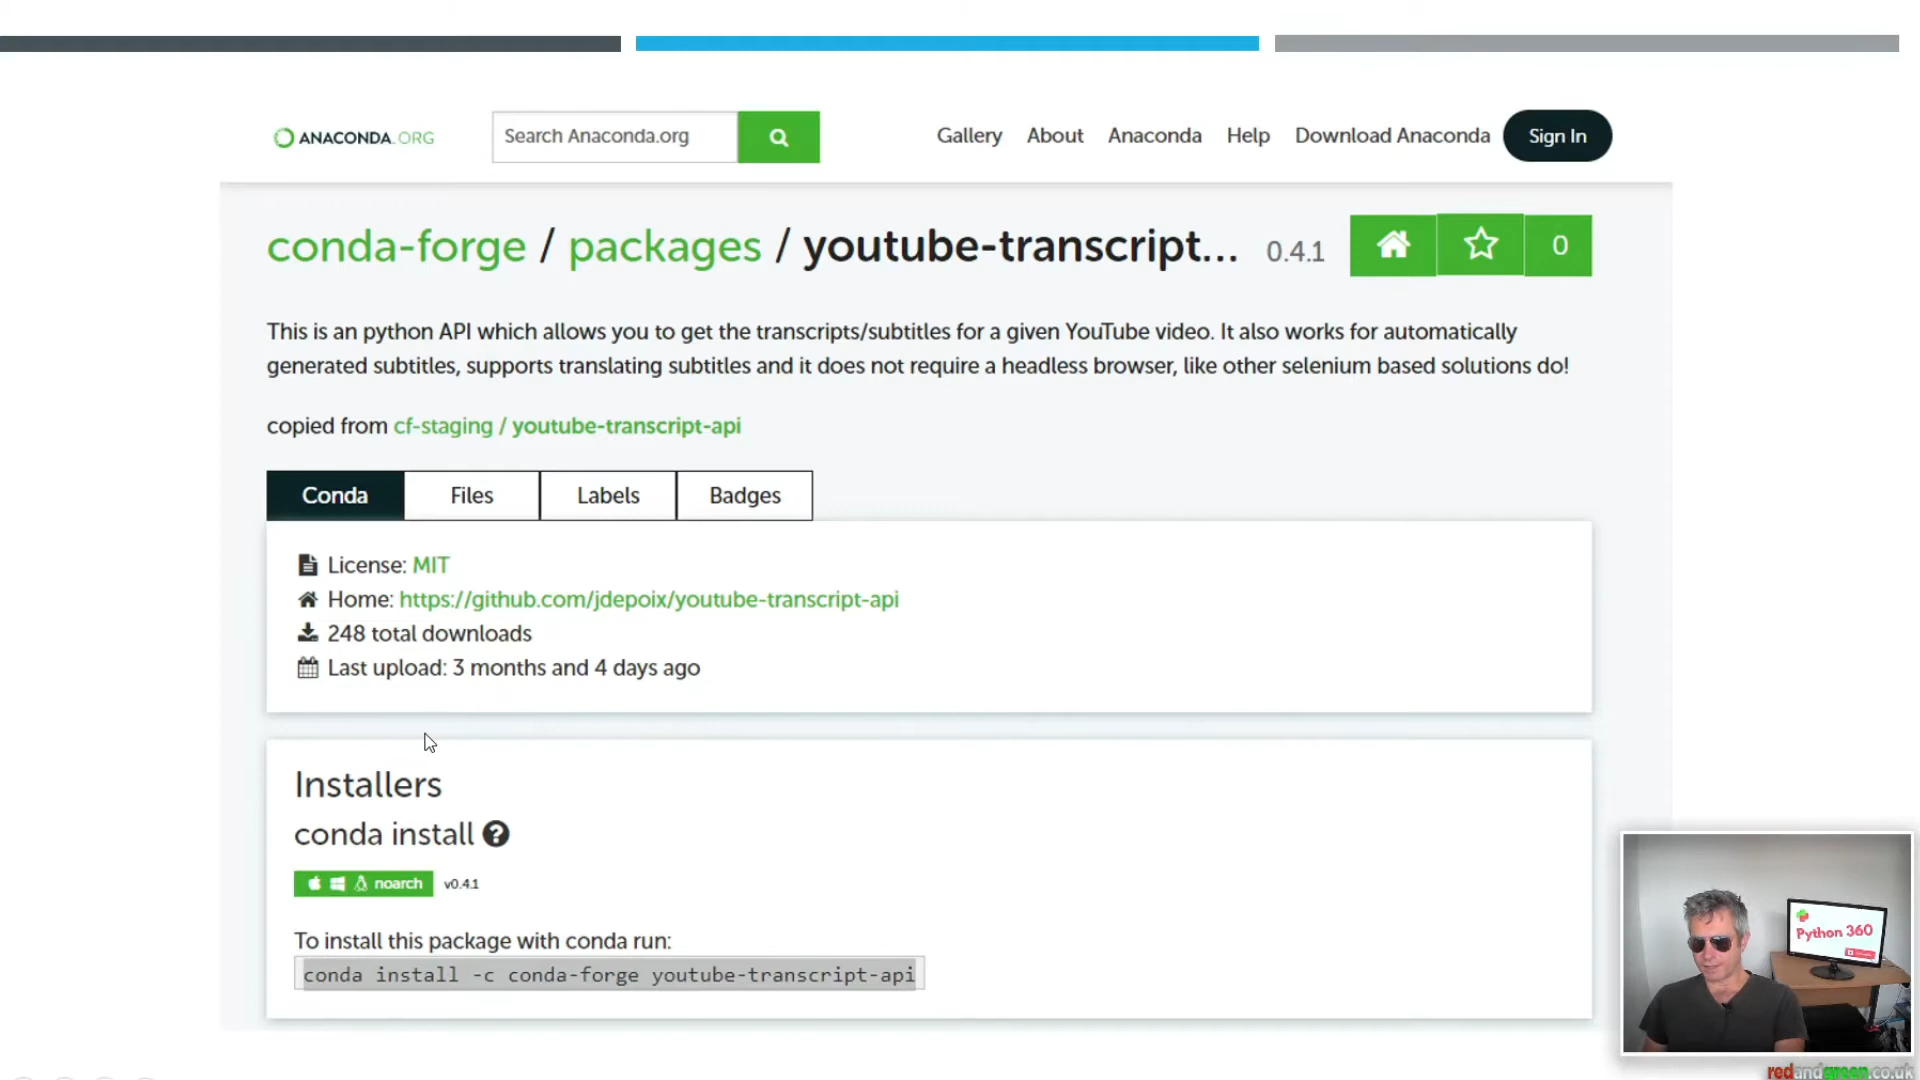 ANACONDA.ORG
Search Anaconda.org
Gallery About Anaconda Help Download Anaconda Sign In
conda-forge / packages / youtube-transcript... 0.4.1 0
This is an python API which allows you to get the transcripts/subtitles for a given YouTube video. It also works for automatically
generated subtitles, supports translating subtitles and it does not require a headless browser, like other selenium based solutions do!
copied from cf-staging / youtube-transcript-api
Conda Files Labels Badges
License: MIT
Home: https://github.com/jdepoix/youtube-transcript-api
248 total downloads
Last upload: 3 months and 4 days ago
Installers
conda install ?
noarch v0.4.1
To install this package with conda run:
conda install -c conda-forge youtube-transcript-api
Python 360
redandgreen.co.uk